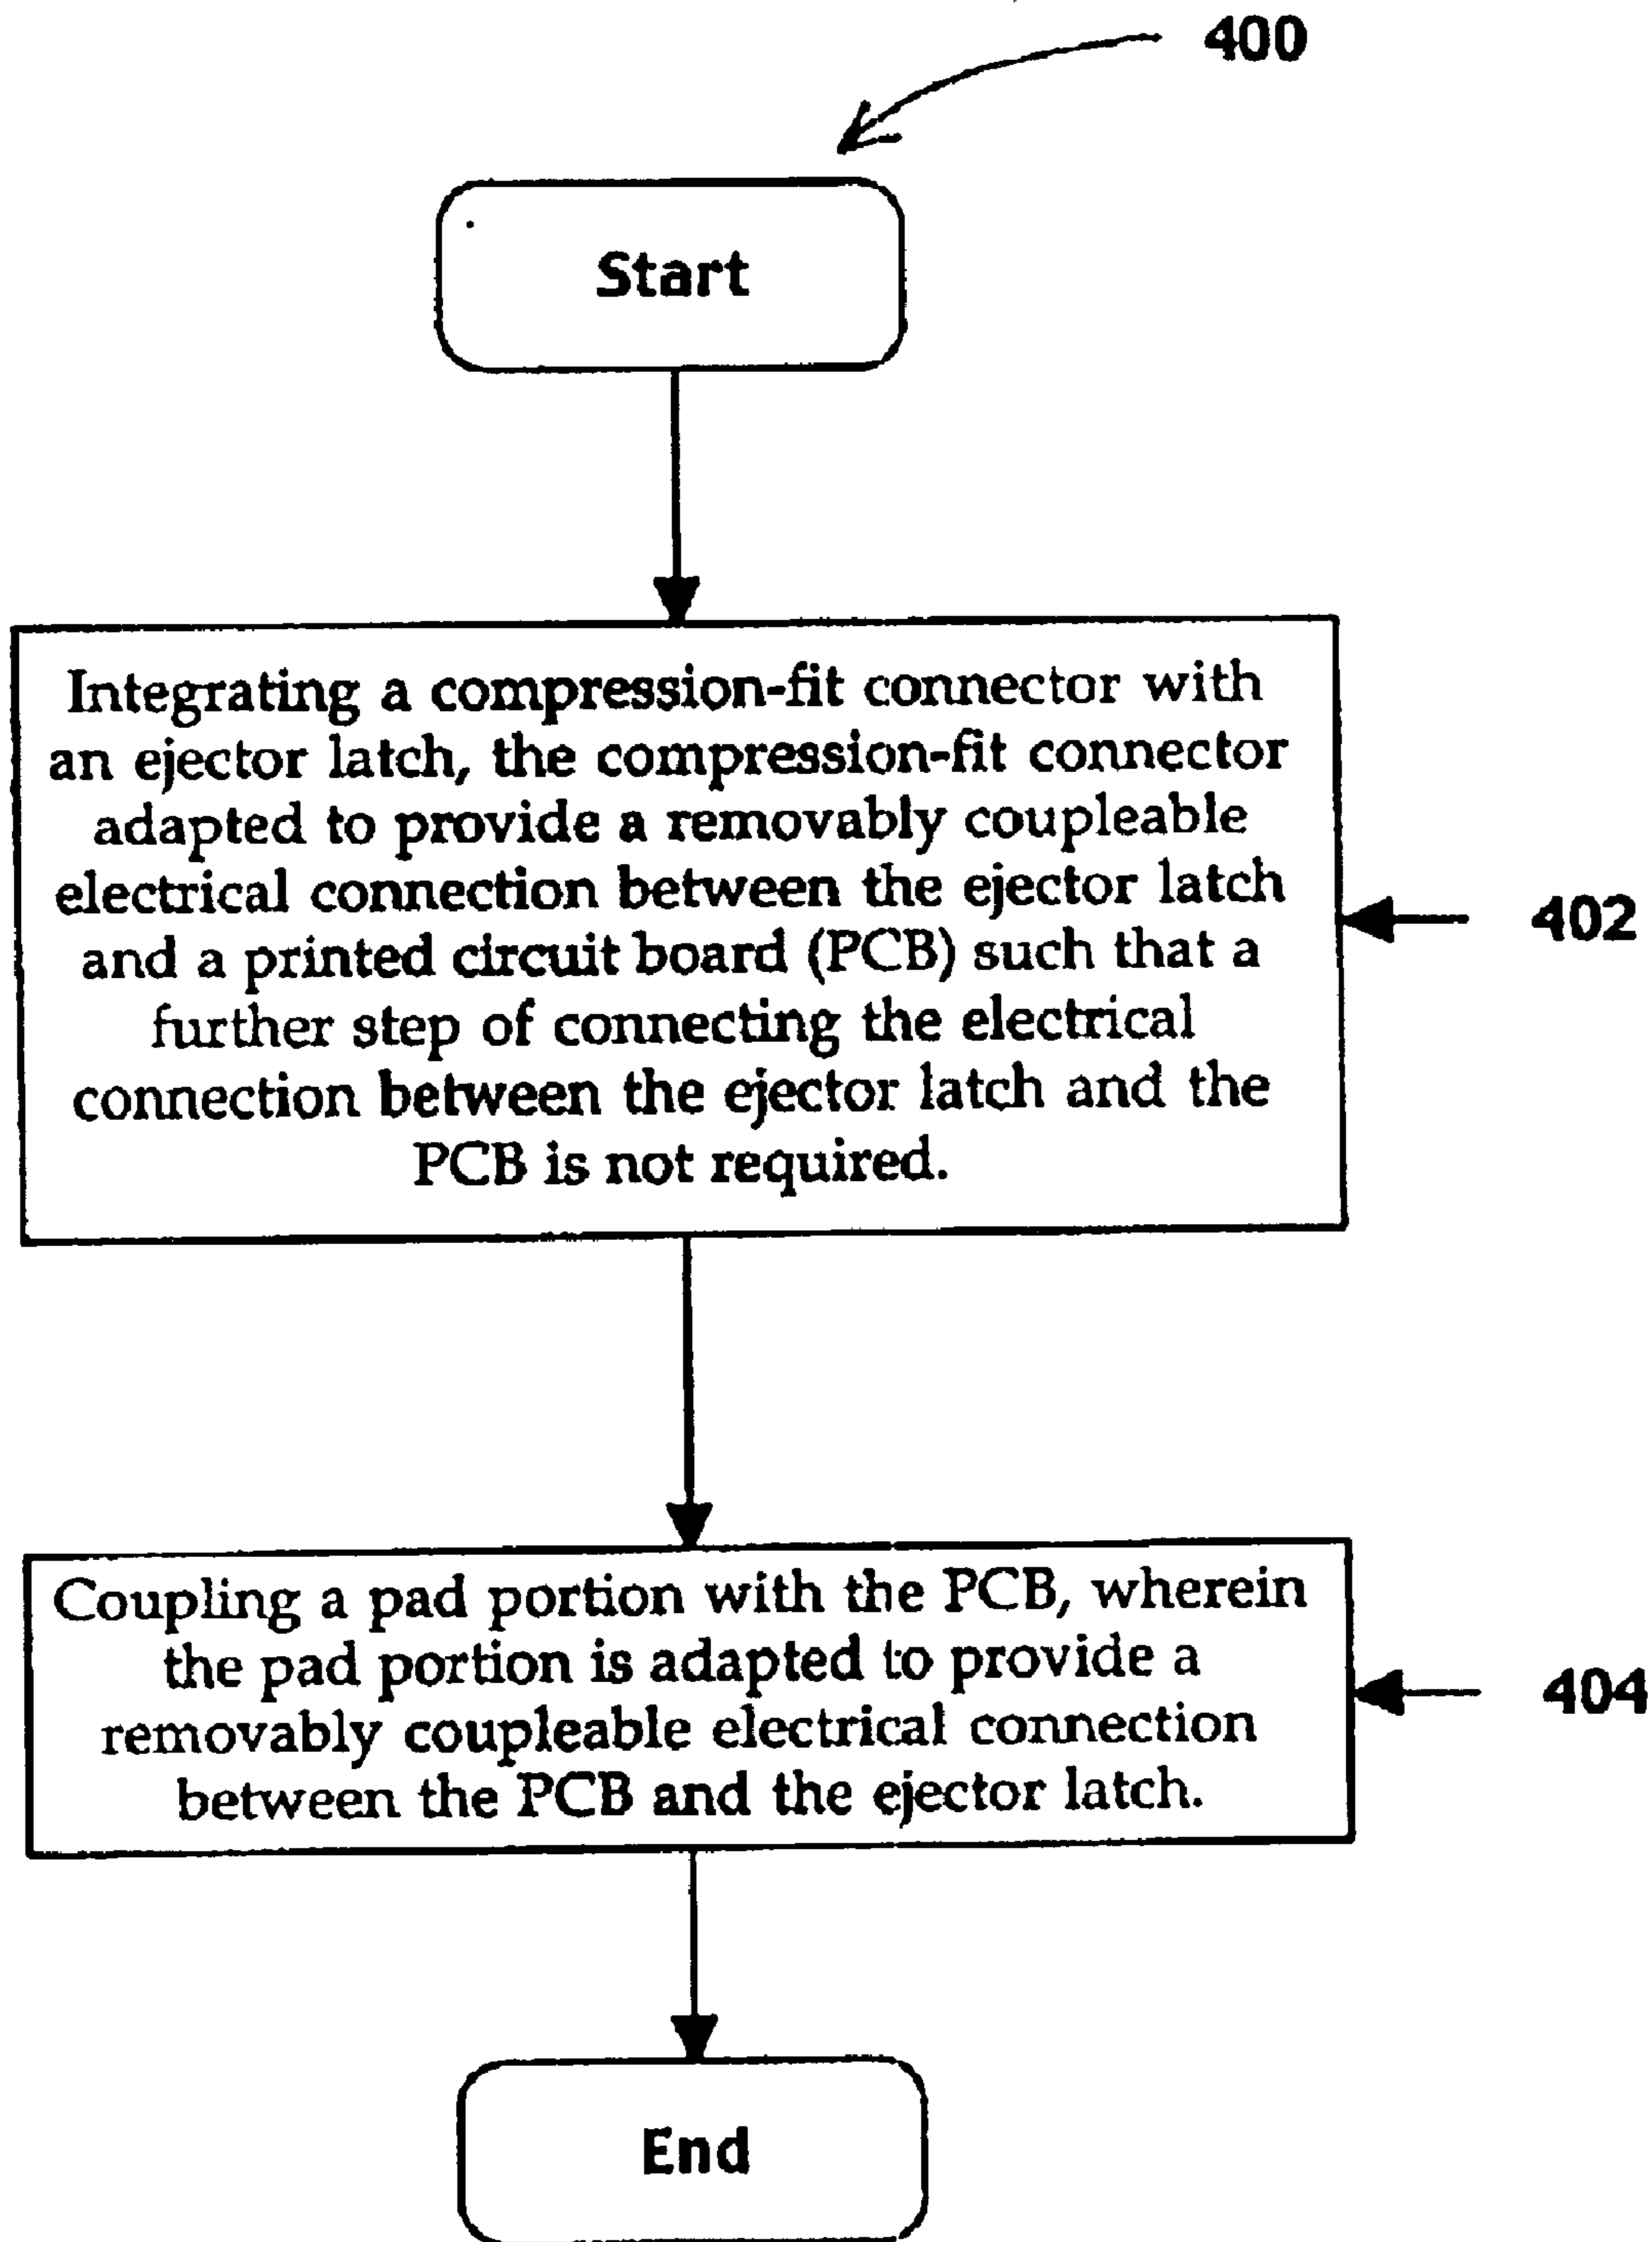 400
Start
Integrating a compression-fit connector with
an ejector latch, the compression-fit connector
adapted to provide a removably coupleable
electrical connection between the ejector latch
and a printed circuit board (PCB) such that a
further step of connecting the electrical
connection between the ejector latch and the
PCB is not required.
402
Coupling a pad portion with the PCB, wherein
the pad portion is adapted to provide a
removably coupleable electrical connection
between the PCB and the ejector latch.
404
End